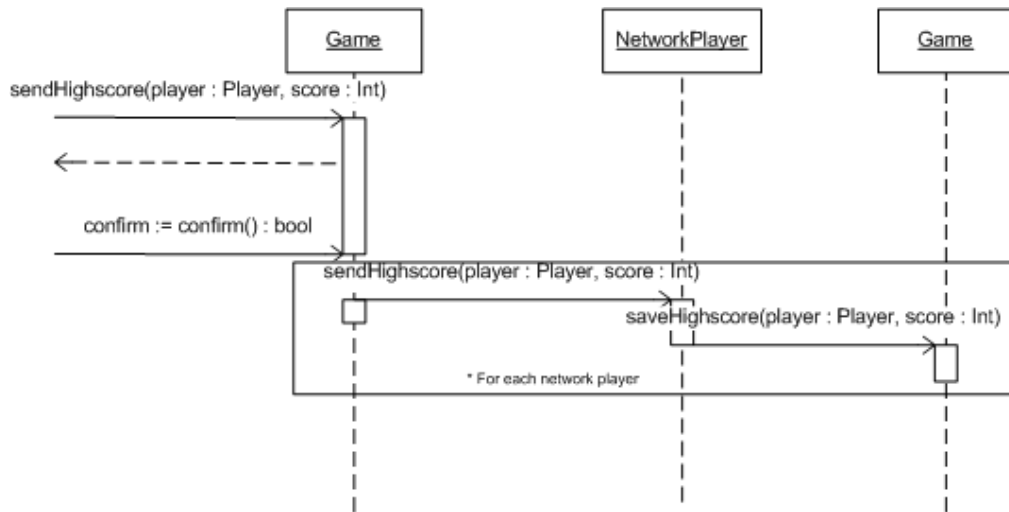 Game
NetworkPlayer
Game
sendHighscore(player : Player, score : Int)
confirm := confirm() : bool
sendHighscore(player : Player, score : Int)
saveHighscore(player : Player, score : Int)
* For each network player